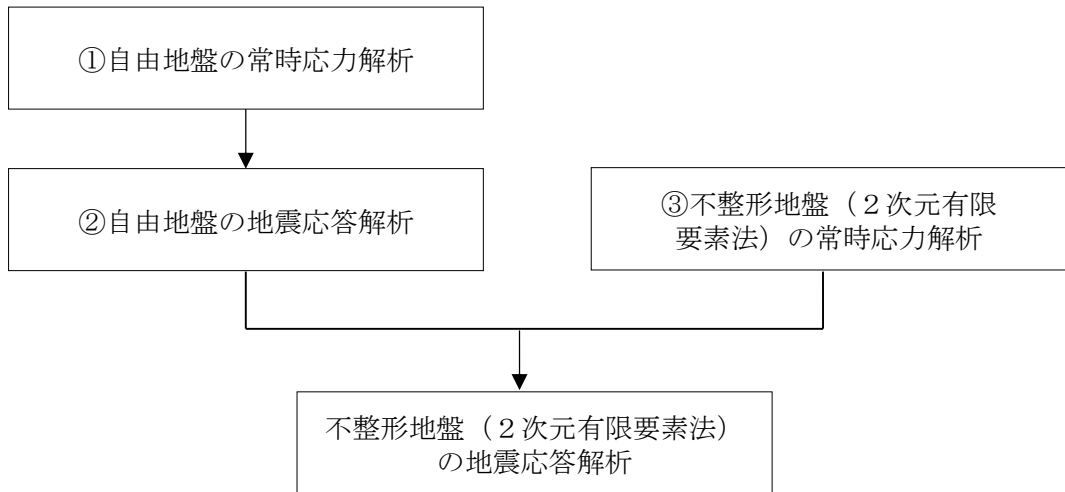 ①自由地盤の常時応力解析
②自由地盤の地震応答解析
③不整形地盤（２次元有限
要素法）の常時応力解析
不整形地盤（２次元有限要素法）
の地震応答解析